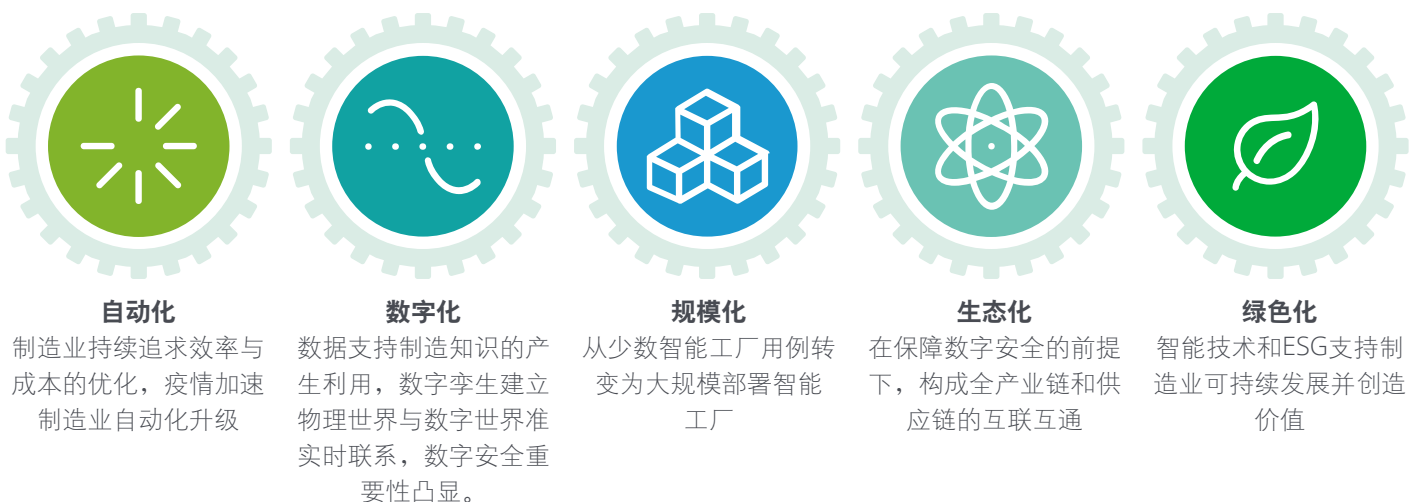 自动化
制造业持续追求效率与
成本的优化，疫情加速
制造业自动化升级
数字化
数据支持制造知识的产
生利用，数字孪生建立
物理世界与数字世界准
实时联系，数字安全重
要性凸显。
规模化
从少数智能工厂用例转
变为大规模部署智能
工厂
生态化
在保障数字安全的前提
下，构成全产业链和供
应链的互联互通
绿色化
智能技术和ESG支持制
造业可持续发展并创造
价值